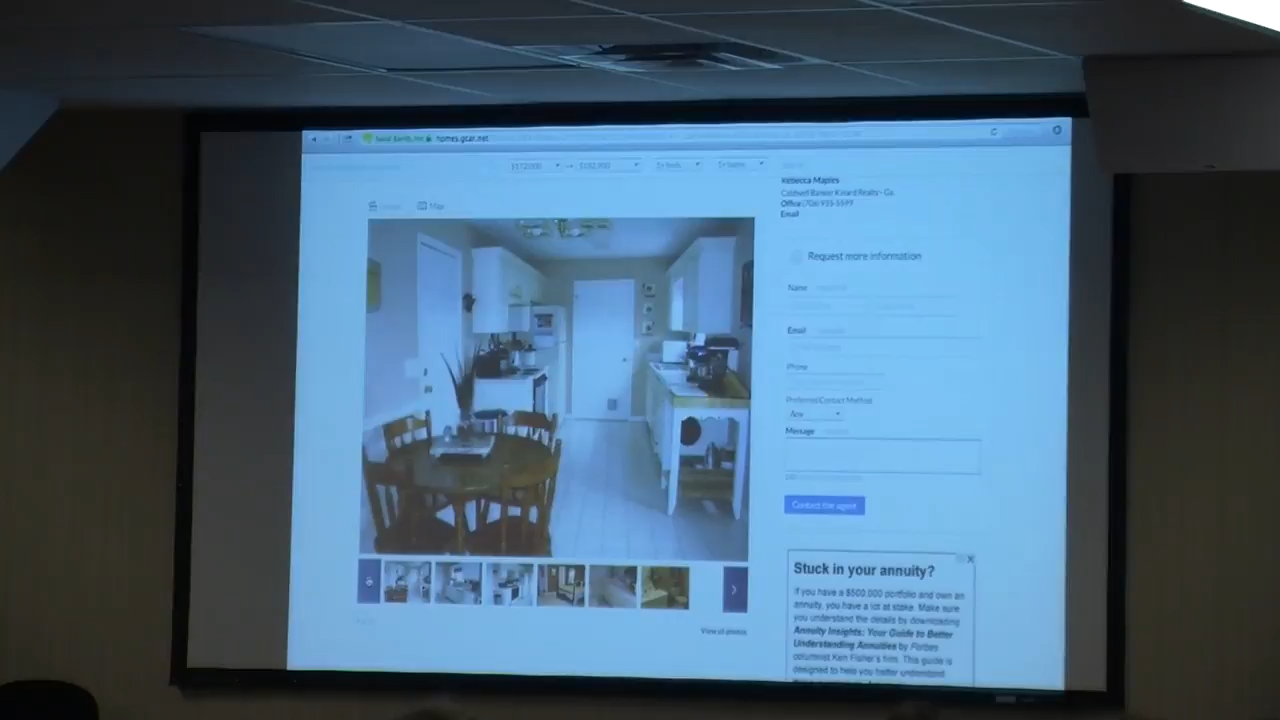 homes.gcar.net
Map
Rebecca Maples
Coldwell Banker Kinard Realty - Ga.
Office
Email
Request more information
Name
Email
Phone
Preferred Contact Method
Any
Message
Contact the agent
View all photos
Stuck in your annuity?
If you have a $500,000 portfolio and own an
annuity, you have a lot at stake. Make sure
you understand the details by downloading
Annuity Insights: Your Guide to Better
Understanding Annuities by Forbes
columnist Ken Fisher's firm. This guide is
designed to help you better understand